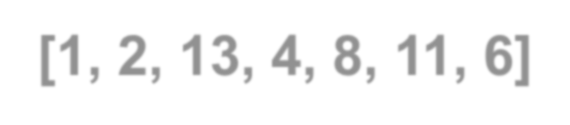 [1, 2, 13, 4, 8, 11, 6]